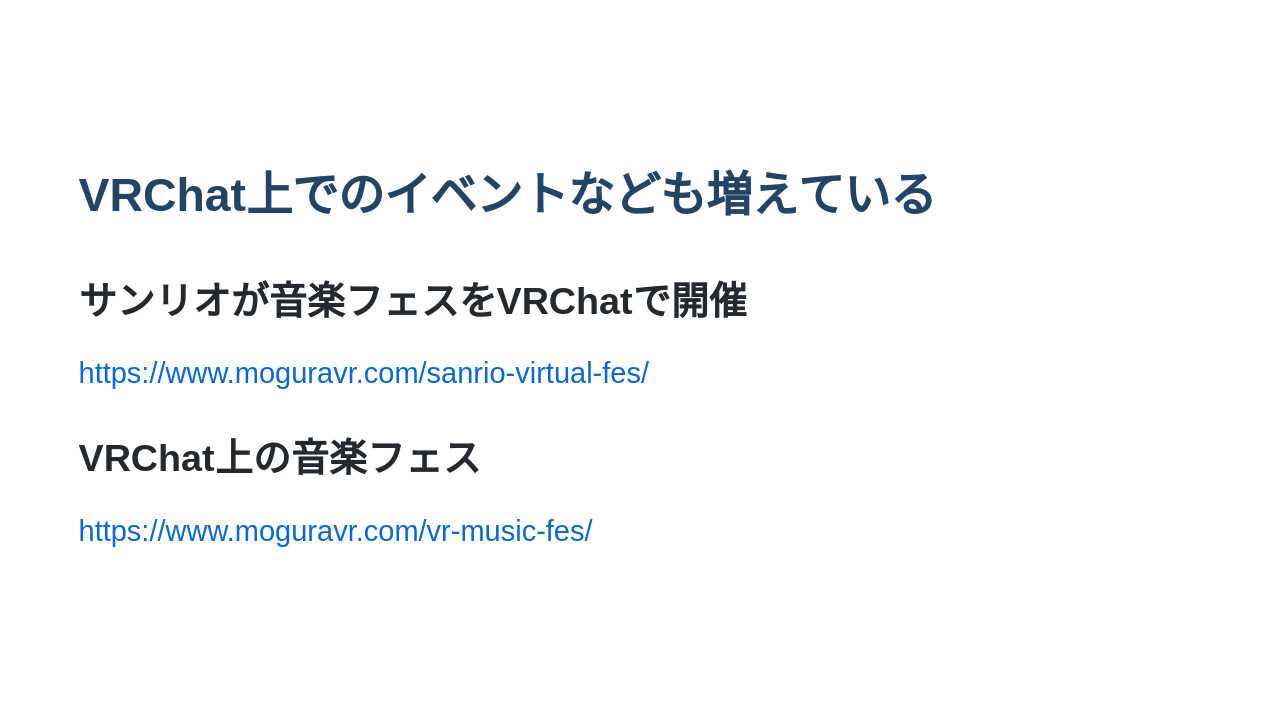 VRChat上でのイベントなども増えている
サンリオが音楽フェスをVRChatで開催
https://www.moguravr.com/sanrio-virtual-fes/
VRChat上の音楽フェス
https://www.moguravr.com/vr-music-fes/